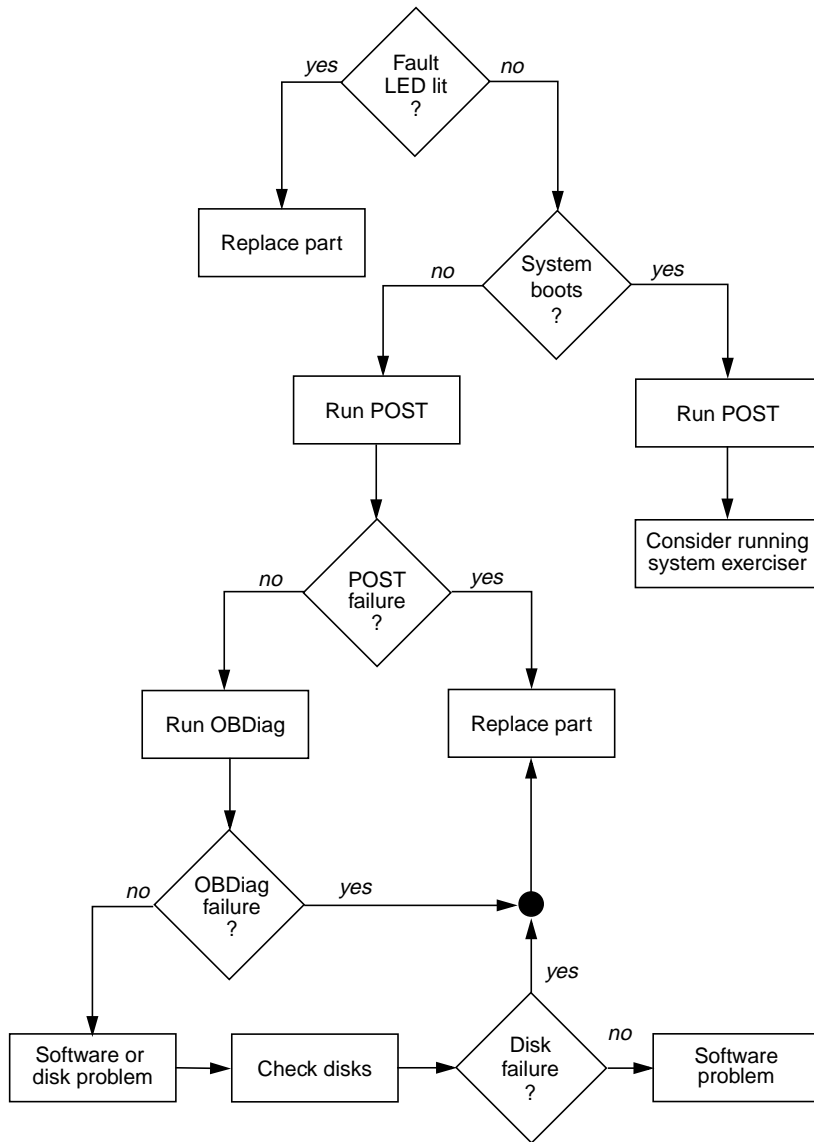 Fault
LED lit
?
yes
no
Replace part
System
boots
?
no
yes
Run POST
Run POST
Consider running
system exerciser
POST
failure
?
no
yes
Run OBDiag
Replace part
OBDiag
failure
?
no
yes
yes
Software or
disk problem
Check disks
Disk
failure
?
no
Software
problem